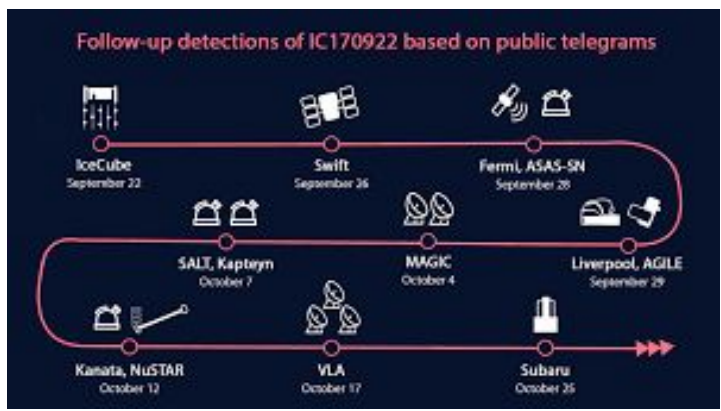 Follow-up detections of IC170922 based on public telegrams
IceCube
September 22
Swift
September 26
Fermi, ASAS-SN
September 28
Liverpool, AGILE
September 29
MAGIC
October 4
SALT, Kapteyn
October 7
Kanata, NuSTAR
October 12
VLA
October 17
Subaru
October 25